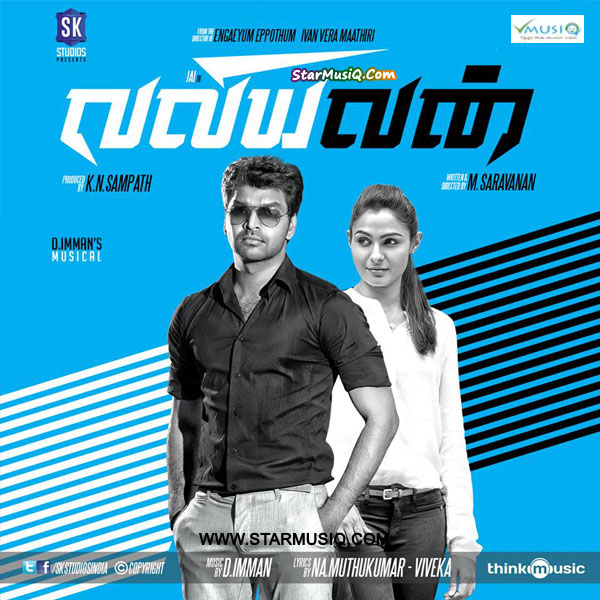 SK
STUDIOS
PRESENTS
FROM THE
DIRECTOR OF ENGAEYUM EPPOTHUM IVAN VERA MAATHIRI
VMUSIQ
JAI IN
StarMusiQ.Com
வலியவன்
PRODUCED
BY K.N.SAMPATH
WRITTEN &
DIRECTED BY M. SARAVANAN
D.IMMAN'S
MUSICAL
WWW.STARMUSIQ.COM
/SKSTUDIOSINDIA © COPYRIGHT
MUSIC
BY D.IMMAN
LYRICS
BY NA.MUTHUKUMAR - VIVEKA
think music